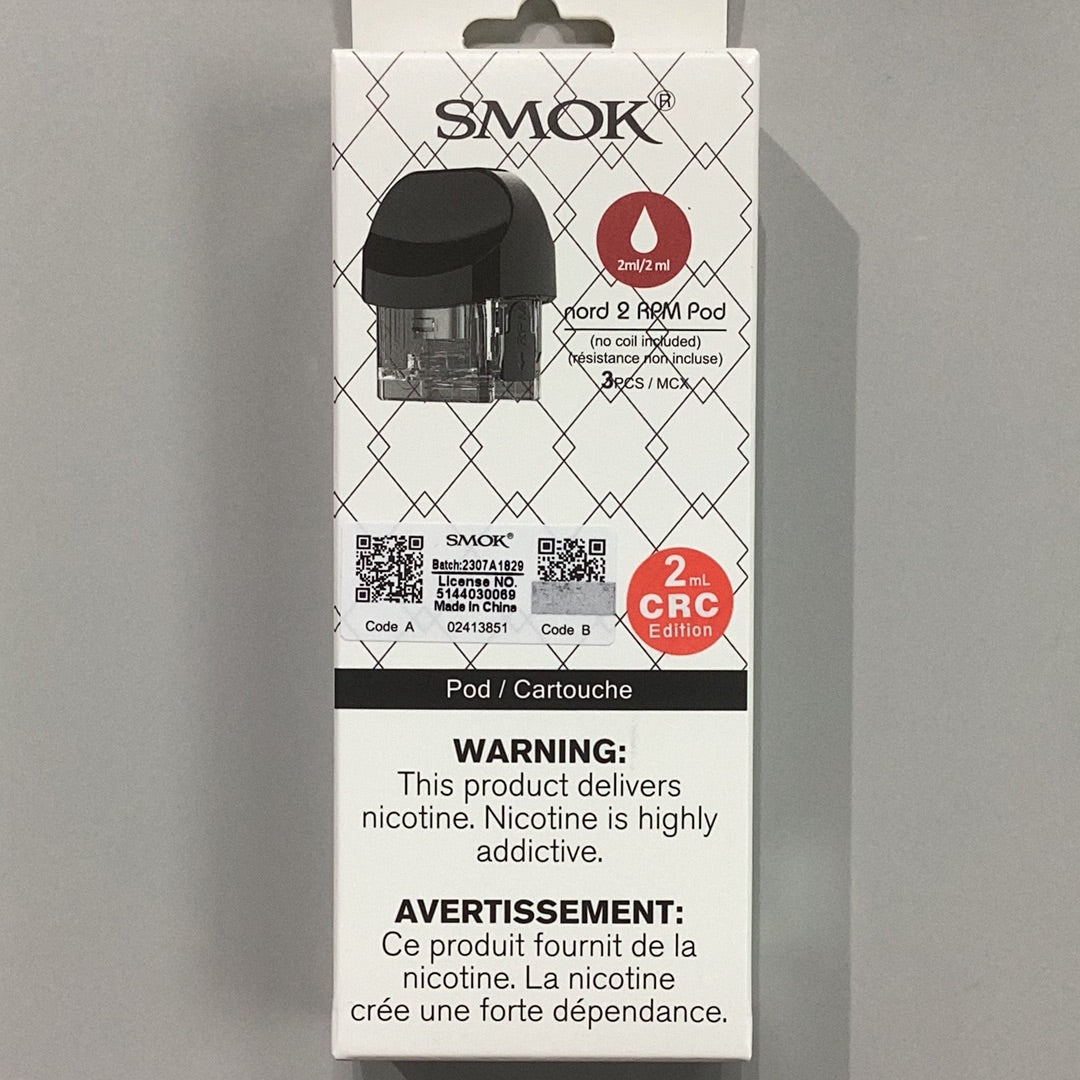 SMOK®
2ml/2 ml
nord 2 RPM Pod
(no coil included)
(résistance non incluse)
3PCS / MCX
SMOK®
Batch:2307A1829
License NO.
5144030069
Made in China
Code A
02413851
Code B
2mL
CRC
Edition
Pod / Cartouche
WARNING:
This product delivers
nicotine. Nicotine is highly
addictive.
AVERTISSEMENT:
Ce produit fournit de la
nicotine. La nicotine
crée une forte dépendance.